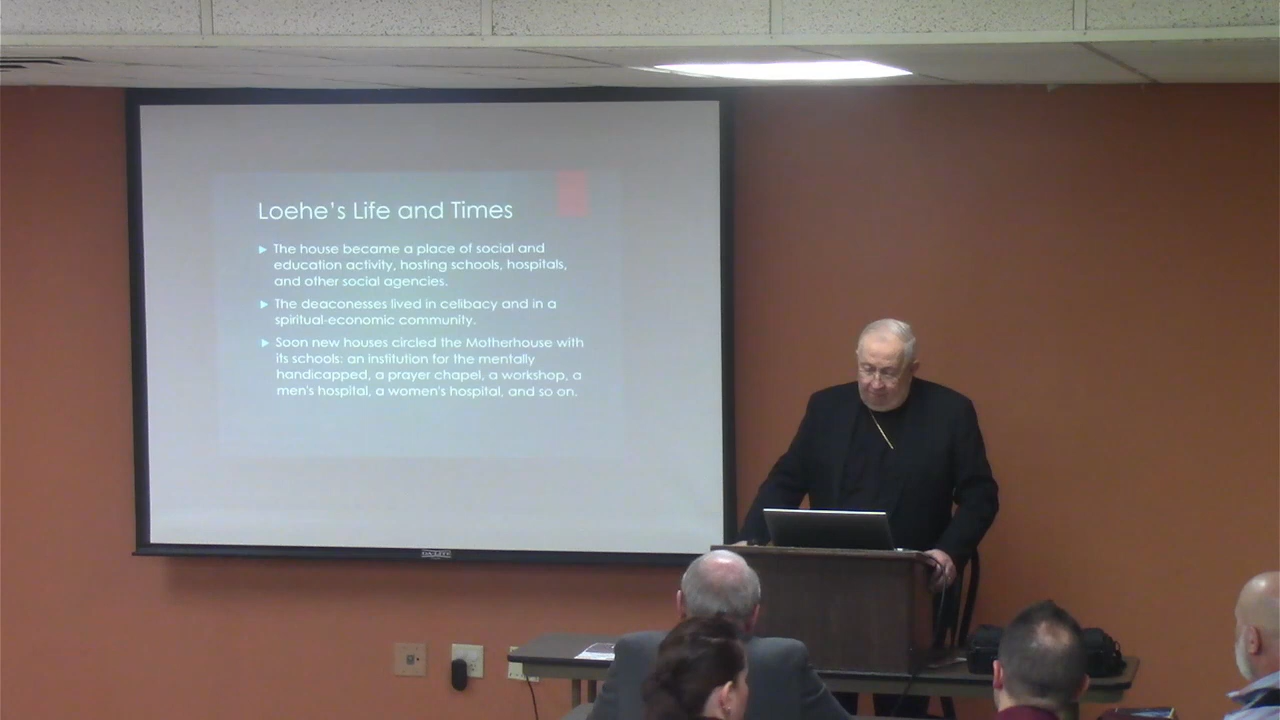 Loehe's Life and Times
The house became a place of social and
education activity, hosting schools, hospitals,
and other social agencies.
The deaconesses lived in celibacy and in a
spiritual-economic community.
Soon new houses circled the Motherhouse with
its schools: an institution for the mentally
handicapped, a prayer chapel, a workshop, a
men's hospital, a women's hospital, and so on.
DA-LITE